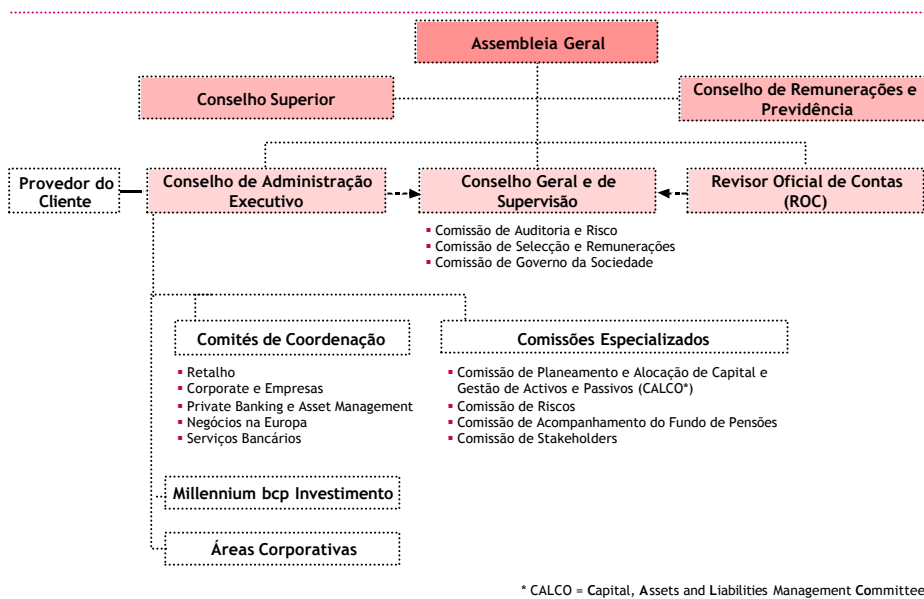 Assembleia Geral
Conselho Superior
Conselho de Remunerações e
Previdência
Provedor do
Cliente
Conselho de Administração
Executivo
Conselho Geral e de
Supervisão
Revisor Oficial de Contas
(ROC)
▪ Comissão de Auditoria e Risco
▪ Comissão de Selecção e Remunerações
▪ Comissão de Governo da Sociedade
Comités de Coordenação
▪ Retalho
▪ Corporate e Empresas
▪ Private Banking e Asset Management
▪ Negócios na Europa
▪ Serviços Bancários
Comissões Especializados
▪ Comissão de Planeamento e Alocação de Capital e
Gestão de Activos e Passivos (CALCO*)
▪ Comissão de Riscos
▪ Comissão de Acompanhamento do Fundo de Pensões
▪ Comissão de Stakeholders
Millennium bcp Investimento
Áreas Corporativas
* CALCO = Capital, Assets and Liabilities Management Committee